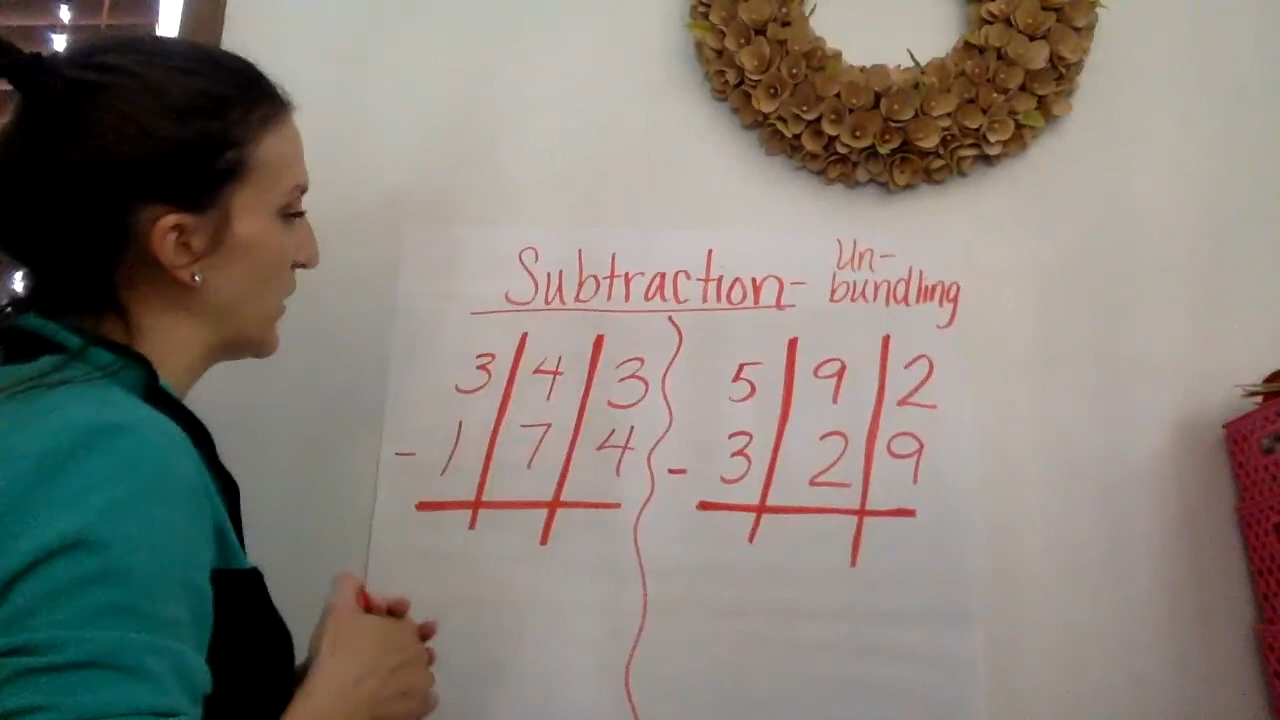 Subtraction - Un-
bundling
3 4 3
- 1 7 4
5 9 2
- 3 2 9